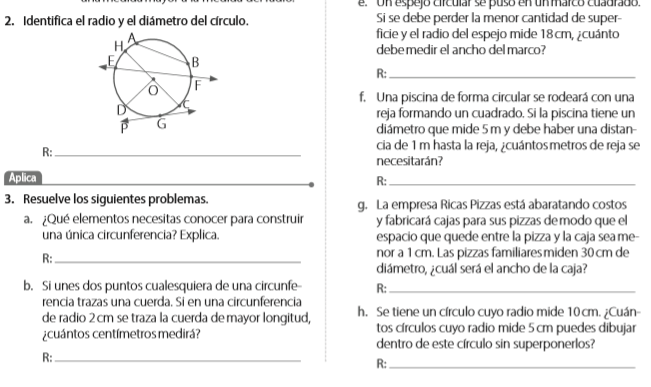 2. Identifica el radio y el diámetro del círculo.
H
A
E
B
F
O
D
C
P
G
R:
Aplica
3. Resuelve los siguientes problemas.
a. ¿Qué elementos necesitas conocer para construir
una única circunferencia? Explica.
R:
b. Si unes dos puntos cualesquiera de una circunfe-
rencia trazas una cuerda. Si en una circunferencia
de radio 2 cm se traza la cuerda de mayor longitud,
¿cuántos centímetros medirá?
R:
e. Un espejo circular se puso en un marco cuadrado.
Si se debe perder la menor cantidad de super-
ficie y el radio del espejo mide 18 cm, ¿cuánto
debe medir el ancho del marco?
R:
f. Una piscina de forma circular se rodeará con una
reja formando un cuadrado. Si la piscina tiene un
diámetro que mide 5 m y debe haber una distan-
cia de 1 m hasta la reja, ¿cuántos metros de reja se
necesitarán?
R:
g. La empresa Ricas Pizzas está abaratando costos
y fabricará cajas para sus pizzas de modo que el
espacio que quede entre la pizza y la caja sea me-
nor a 1 cm. Las pizzas familiares miden 30 cm de
diámetro, ¿cuál será el ancho de la caja?
R:
h. Se tiene un círculo cuyo radio mide 10 cm. ¿Cuán-
tos círculos cuyo radio mide 5 cm puedes dibujar
dentro de este círculo sin superponerlos?
R: